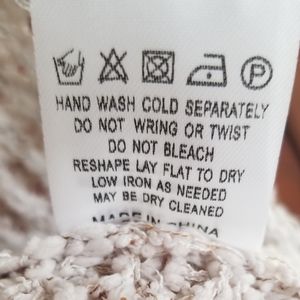 HAND WASH COLD SEPARATELY
DO NOT WRING OR TWIST
DO NOT BLEACH
RESHAPE LAY FLAT TO DRY
LOW IRON AS NEEDED
MAY BE DRY CLEANED
MADE IN CHINA